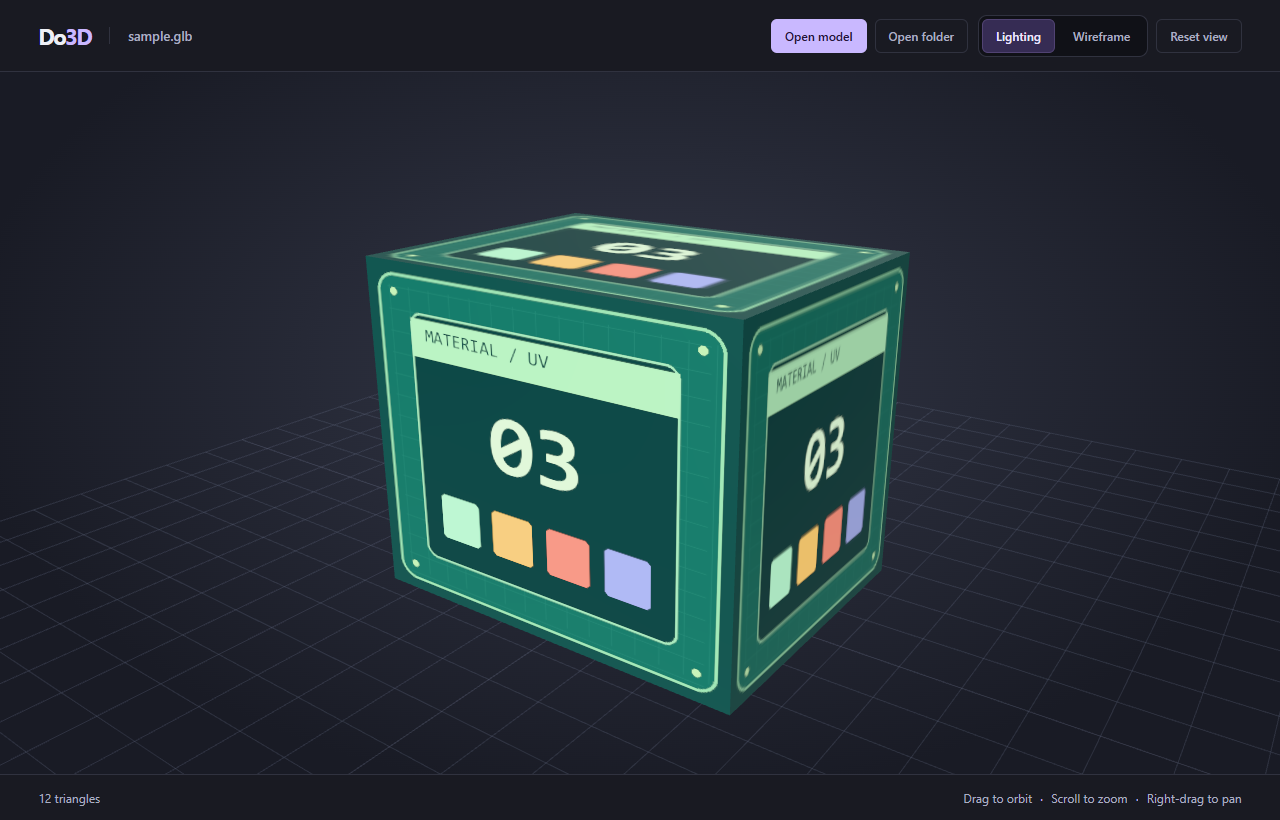 Do3D
sample.glb
Open model
Open folder
Lighting
Wireframe
Reset view
03
MATERIAL / UV
03
MATERIAL / UV
03
12 triangles
Drag to orbit · Scroll to zoom · Right-drag to pan